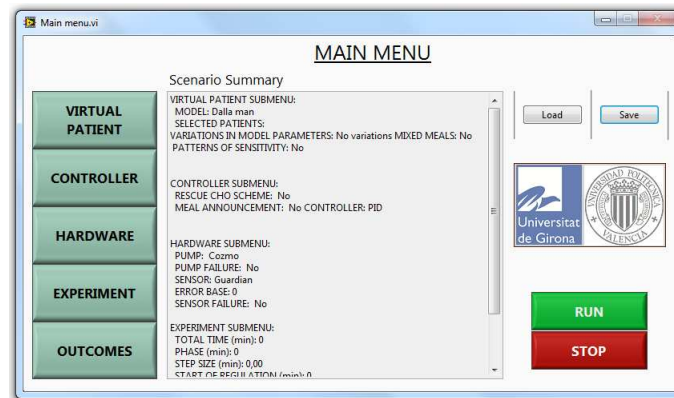 Main menu.vi
MAIN MENU
Scenario Summary
VIRTUAL
PATIENT
CONTROLLER
HARDWARE
EXPERIMENT
OUTCOMES
VIRTUAL PATIENT SUBMENU:
MODEL: Dalla man
SELECTED PATIENTS:
VARIATIONS IN MODEL PARAMETERS: No variations MIXED MEALS: No
PATTERNS OF SENSITIVITY: No
CONTROLLER SUBMENU:
RESCUE CHO SCHEME: No
MEAL ANNOUNCEMENT: No CONTROLLER: PID
HARDWARE SUBMENU:
PUMP: Cozmo
PUMP FAILURE: No
SENSOR: Guardian
ERROR BASE: 0
SENSOR FAILURE: No
EXPERIMENT SUBMENU:
TOTAL TIME (min): 0
PHASE (min): 0
STEP SIZE (min): 0,00
START OF REGULATION (min): 0
Load
Save
Universitat
de Girona
UNIVERSIDAD POLITECNICA
VALENCIA
RUN
STOP